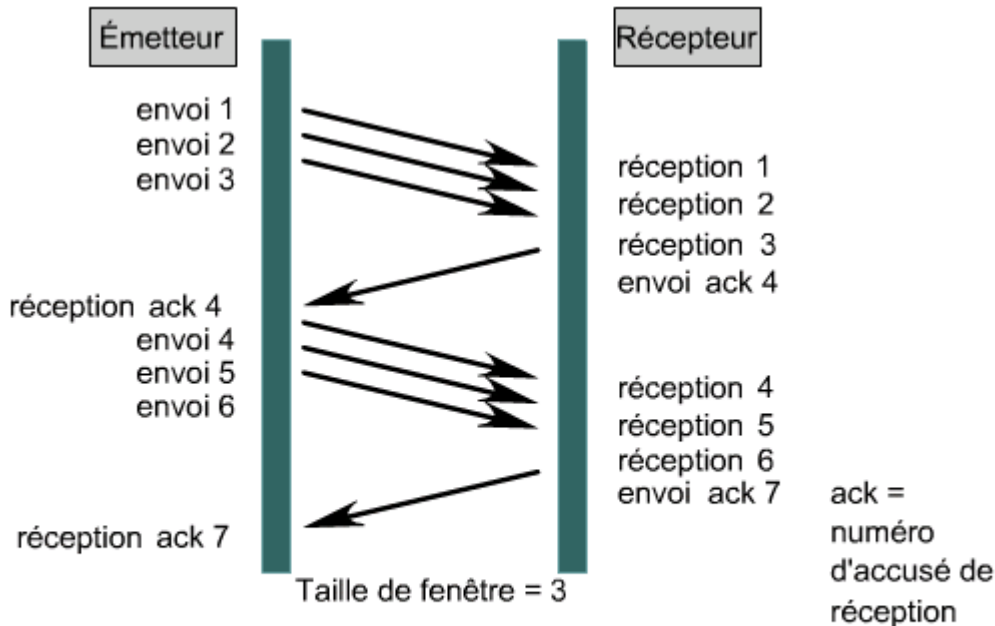 Émetteur
Récepteur
envoi 1
envoi 2
envoi 3
réception 1
réception 2
réception 3
envoi ack 4
réception ack 4
envoi 4
envoi 5
envoi 6
réception 4
réception 5
réception 6
envoi ack 7
réception ack 7
Taille de fenêtre = 3
ack =
numéro
d'accusé de
réception